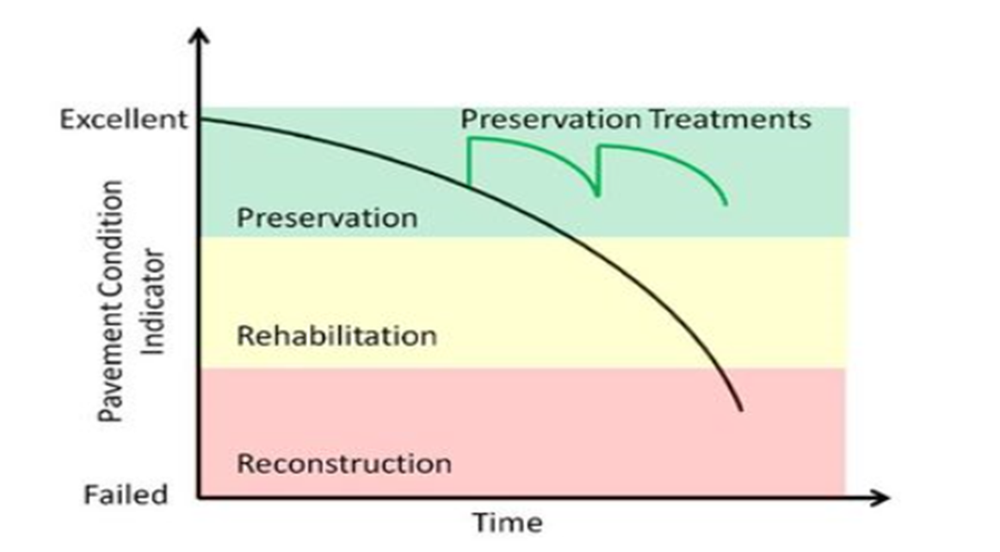 Excellent
Preservation Treatments
Preservation
Pavement Condition
Indicator
Rehabilitation
Reconstruction
Failed
Time